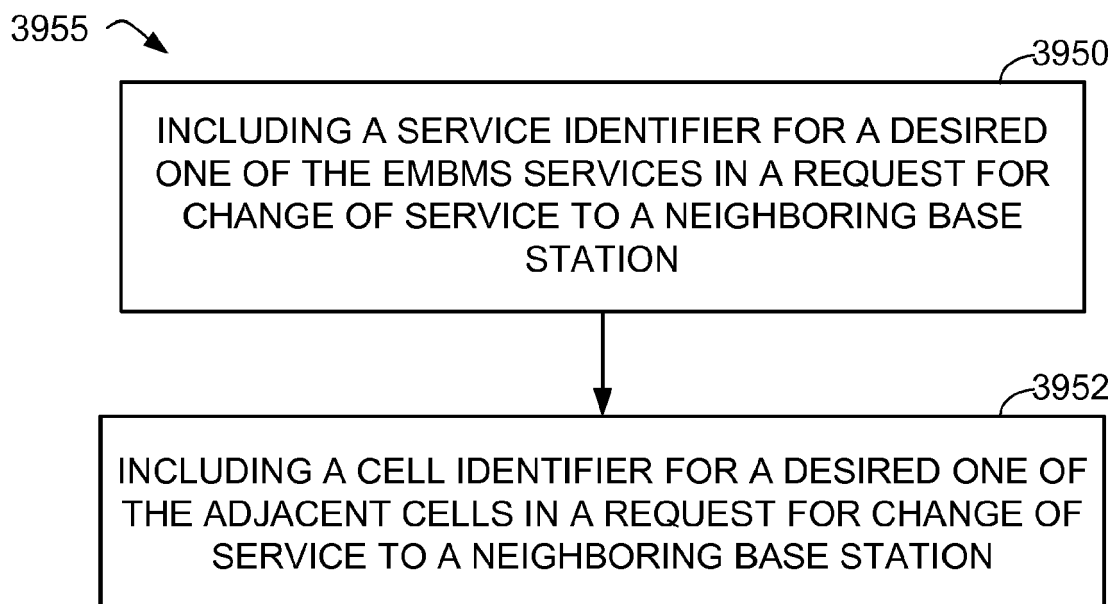 3955
3950
INCLUDING A SERVICE IDENTIFIER FOR A DESIRED
ONE OF THE EMBMS SERVICES IN A REQUEST FOR
CHANGE OF SERVICE TO A NEIGHBORING BASE
STATION
3952
INCLUDING A CELL IDENTIFIER FOR A DESIRED ONE OF
THE ADJACENT CELLS IN A REQUEST FOR CHANGE OF
SERVICE TO A NEIGHBORING BASE STATION